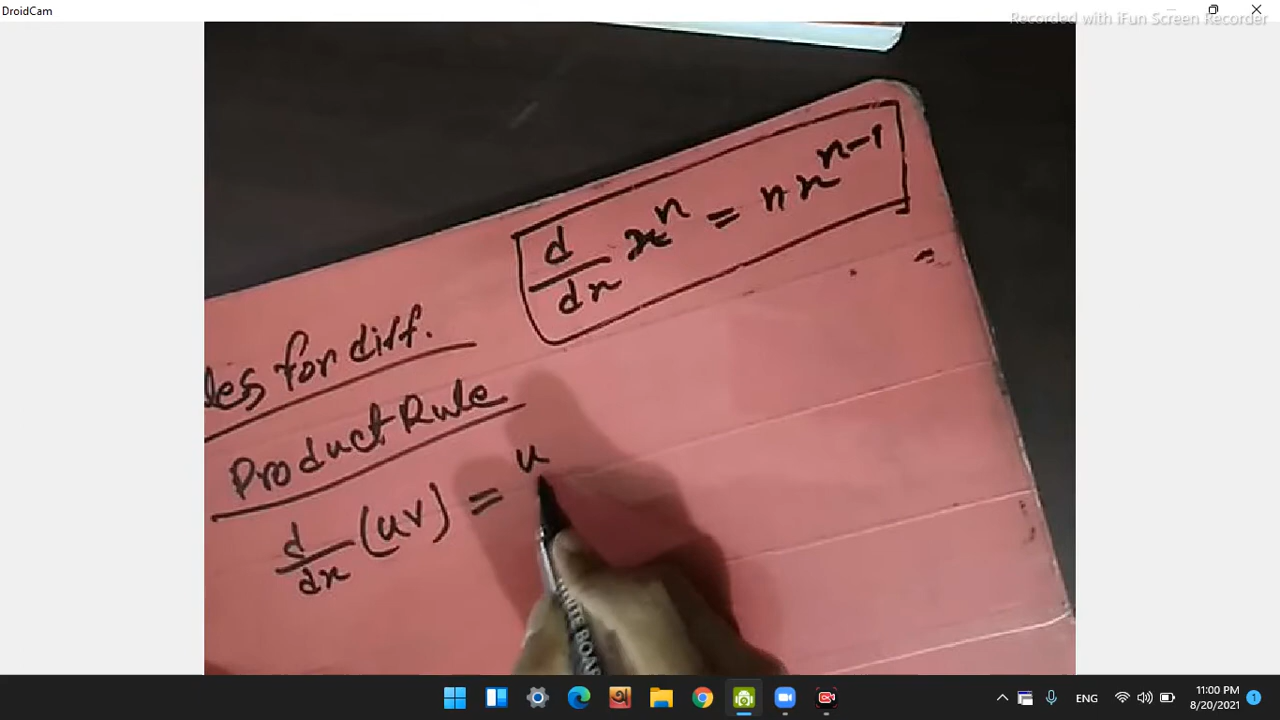 DroidCam
Recorded with iFun Screen Recorder
d/dx x^n = n x^{n-1}
les for diff.
Product Rule
d/dx (uv) = u
ENG
11:00 PM
8/20/2021
1